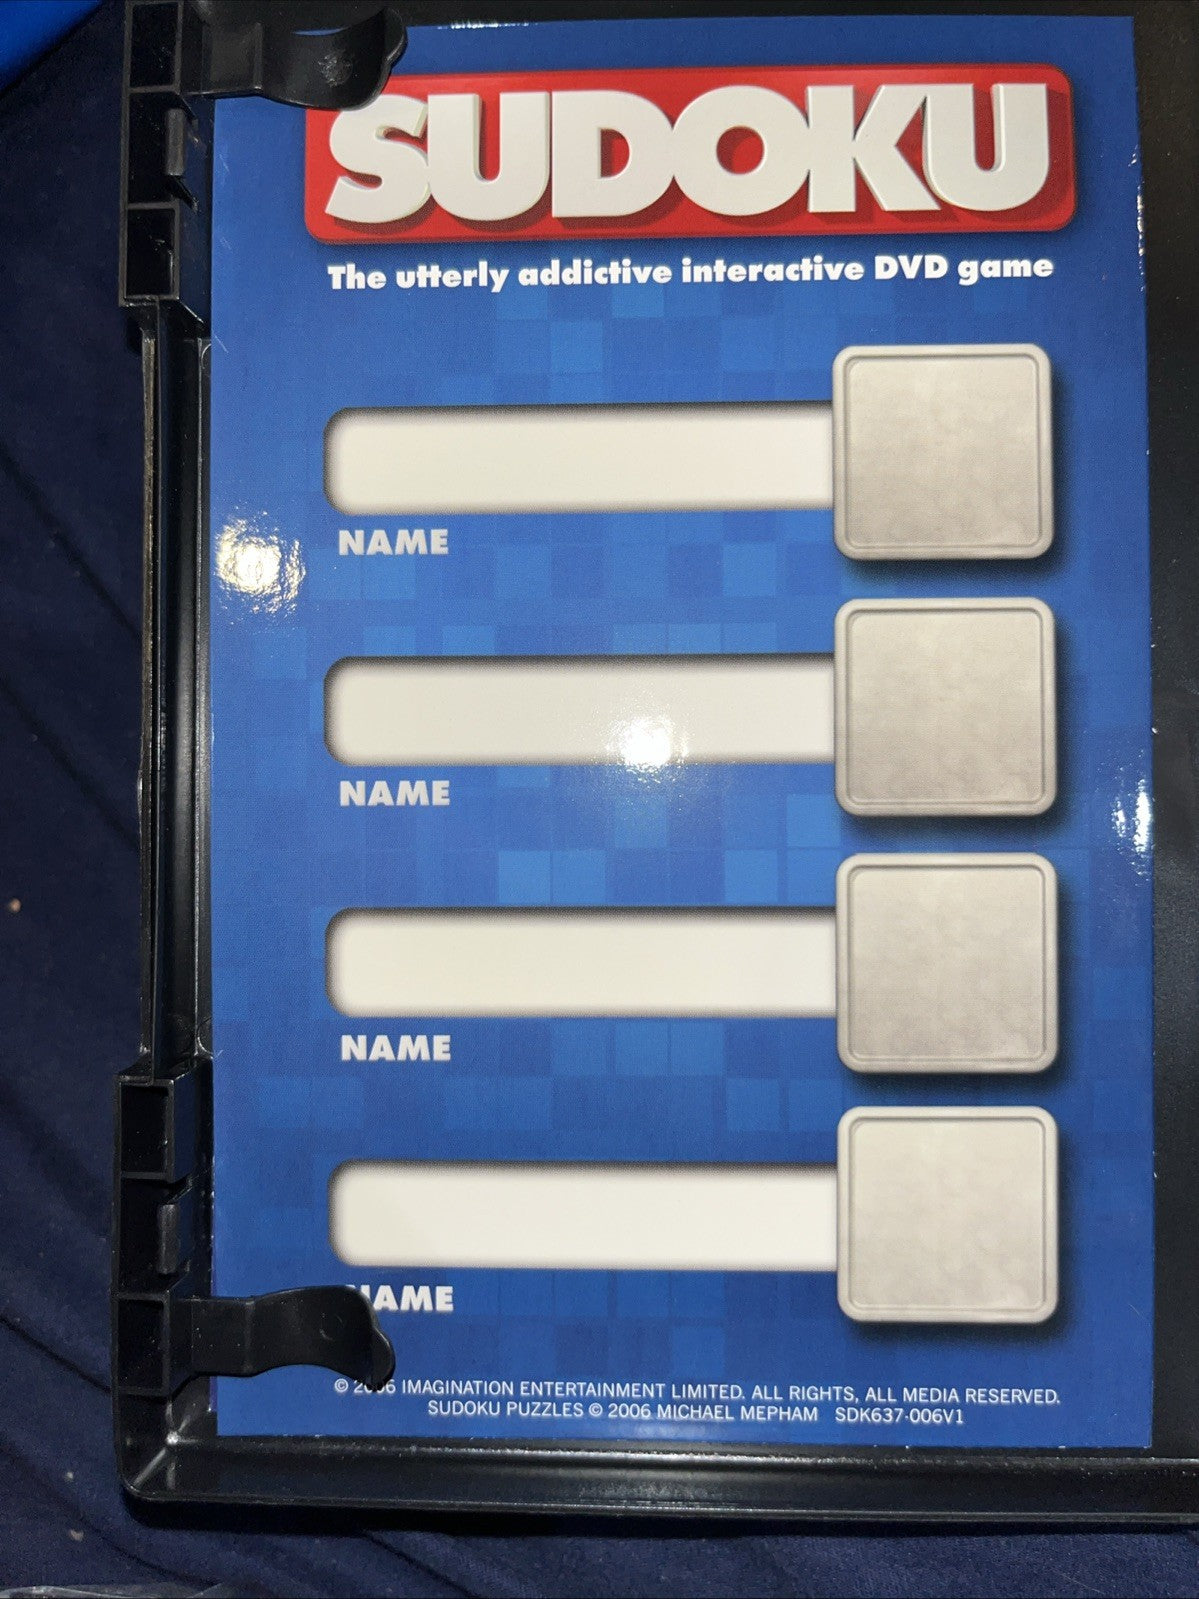 SUDOKU
The utterly addictive interactive DVD game
NAME
NAME
NAME
NAME
© 2006 IMAGINATION ENTERTAINMENT LIMITED. ALL RIGHTS, ALL MEDIA RESERVED.
SUDOKU PUZZLES © 2006 MICHAEL MEPHAM SDK637-006V1